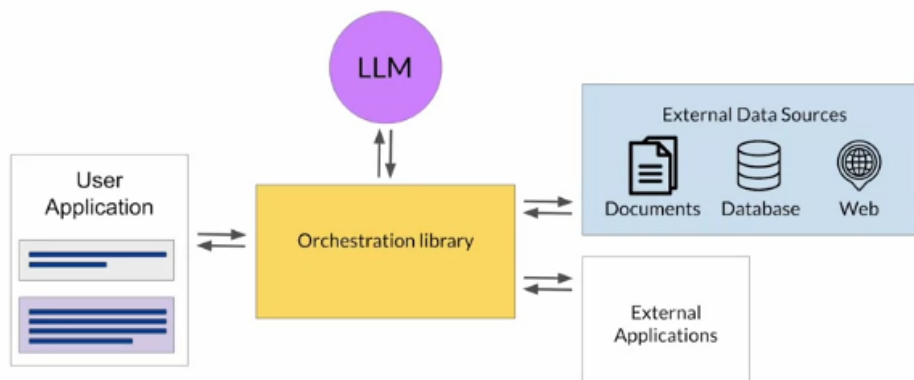 LLM
User
Application
Orchestration library
External Data Sources
Documents
Database
Web
External
Applications